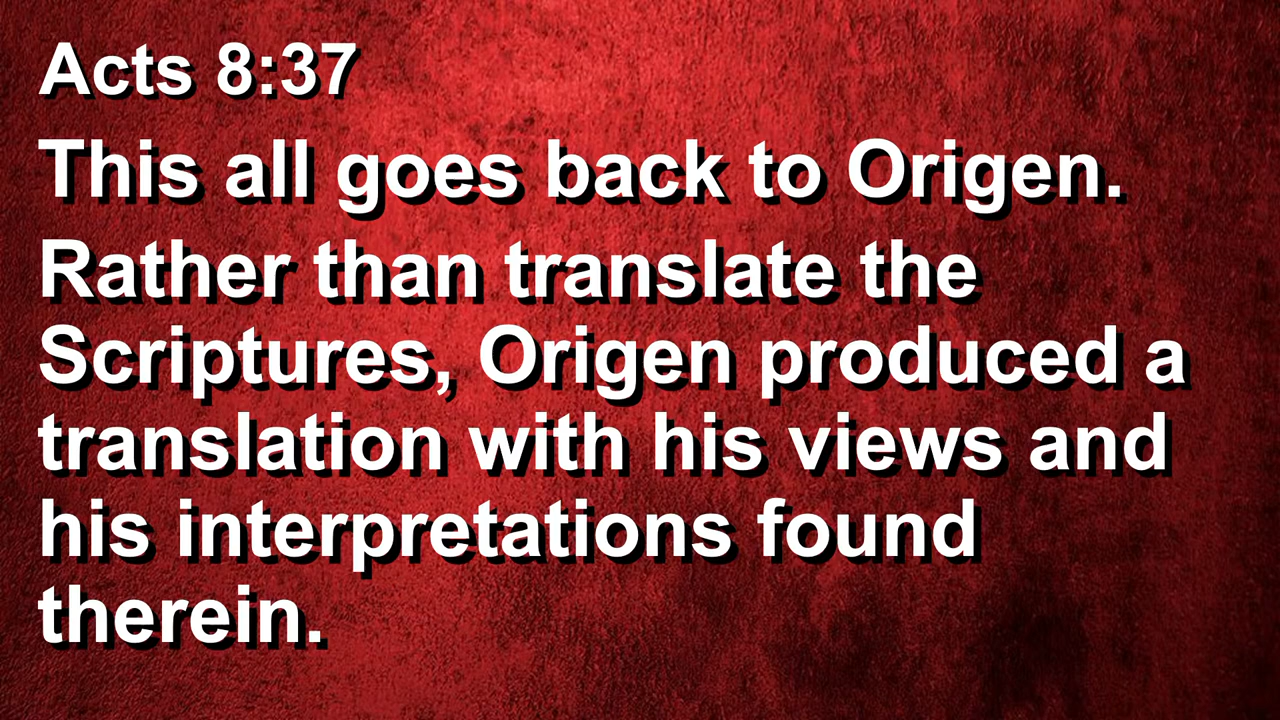 Acts 8:37
This all goes back to Origen.
Rather than translate the
Scriptures, Origen produced a
translation with his views and
his interpretations found
therein.